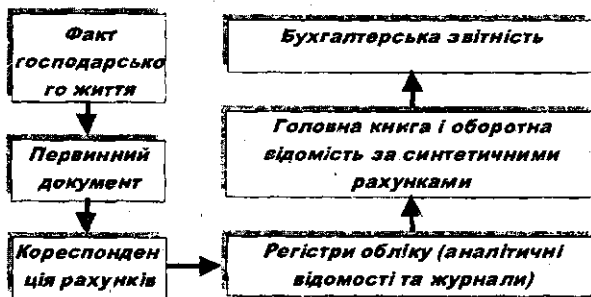 Факт
господарсько
го життя
Первинний
документ
Кореспонден
ція рахунків
Регістри обліку (аналітичні
відомості та журнали)
Головна книга і оборотна
відомість за синтетичними
рахунками
Бухгалтерська звітність